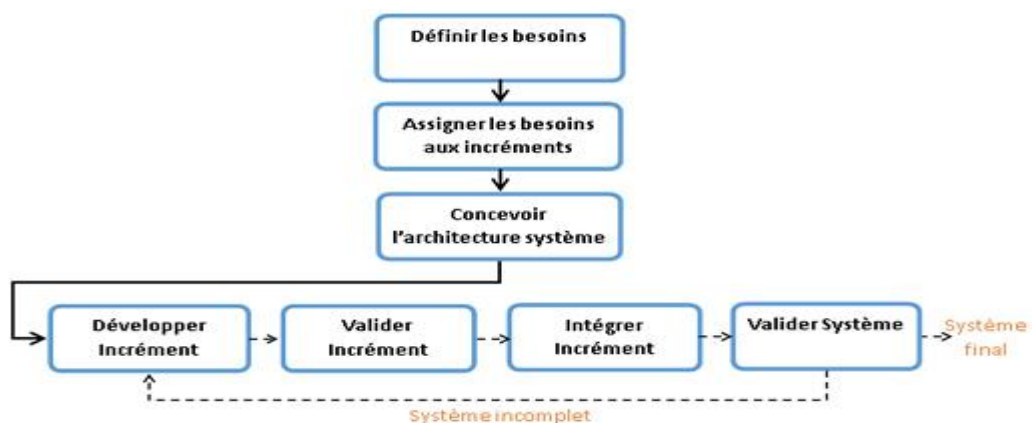 Définir les besoins
Assigner les besoins
aux incréments
Concevoir
l'architecture système
Développer
Incrément
Valider
Incrément
Intégrer
Incrément
Valider Système
Système
final
Système incomplet